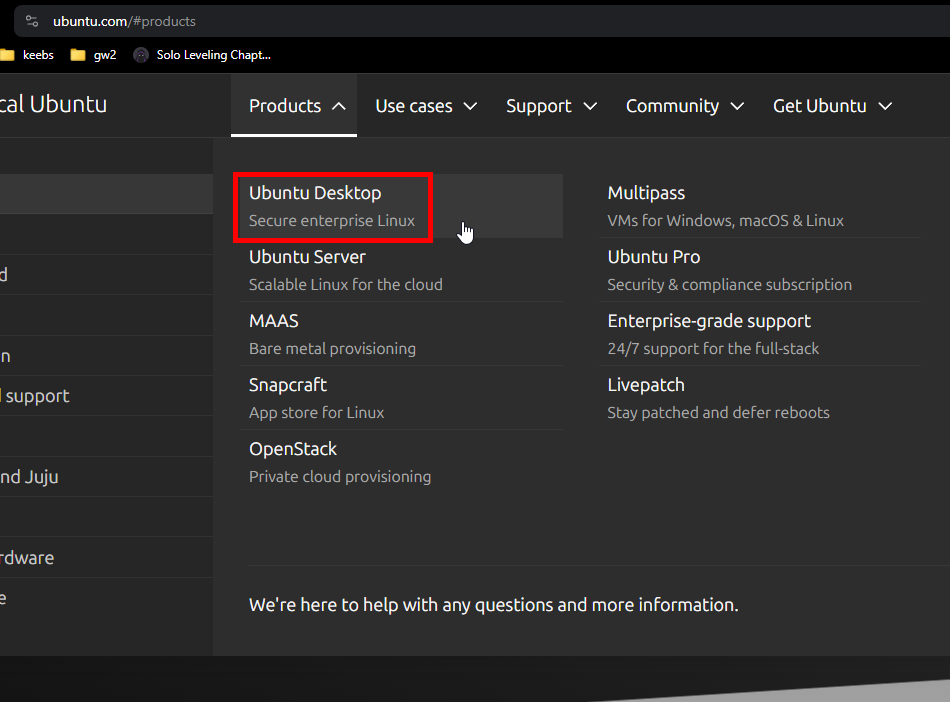 ubuntu.com/#products
keebs gw2 Solo Leveling Chapt...
cal Ubuntu
Products Use cases Support Community Get Ubuntu
d
n
support
nd Juju
rdware
e
Ubuntu Desktop
Secure enterprise Linux
Ubuntu Server
Scalable Linux for the cloud
MAAS
Bare metal provisioning
Snapcraft
App store for Linux
OpenStack
Private cloud provisioning
Multipass
VMs for Windows, macOS & Linux
Ubuntu Pro
Security & compliance subscription
Enterprise-grade support
24/7 support for the full-stack
Livepatch
Stay patched and defer reboots
We're here to help with any questions and more information.